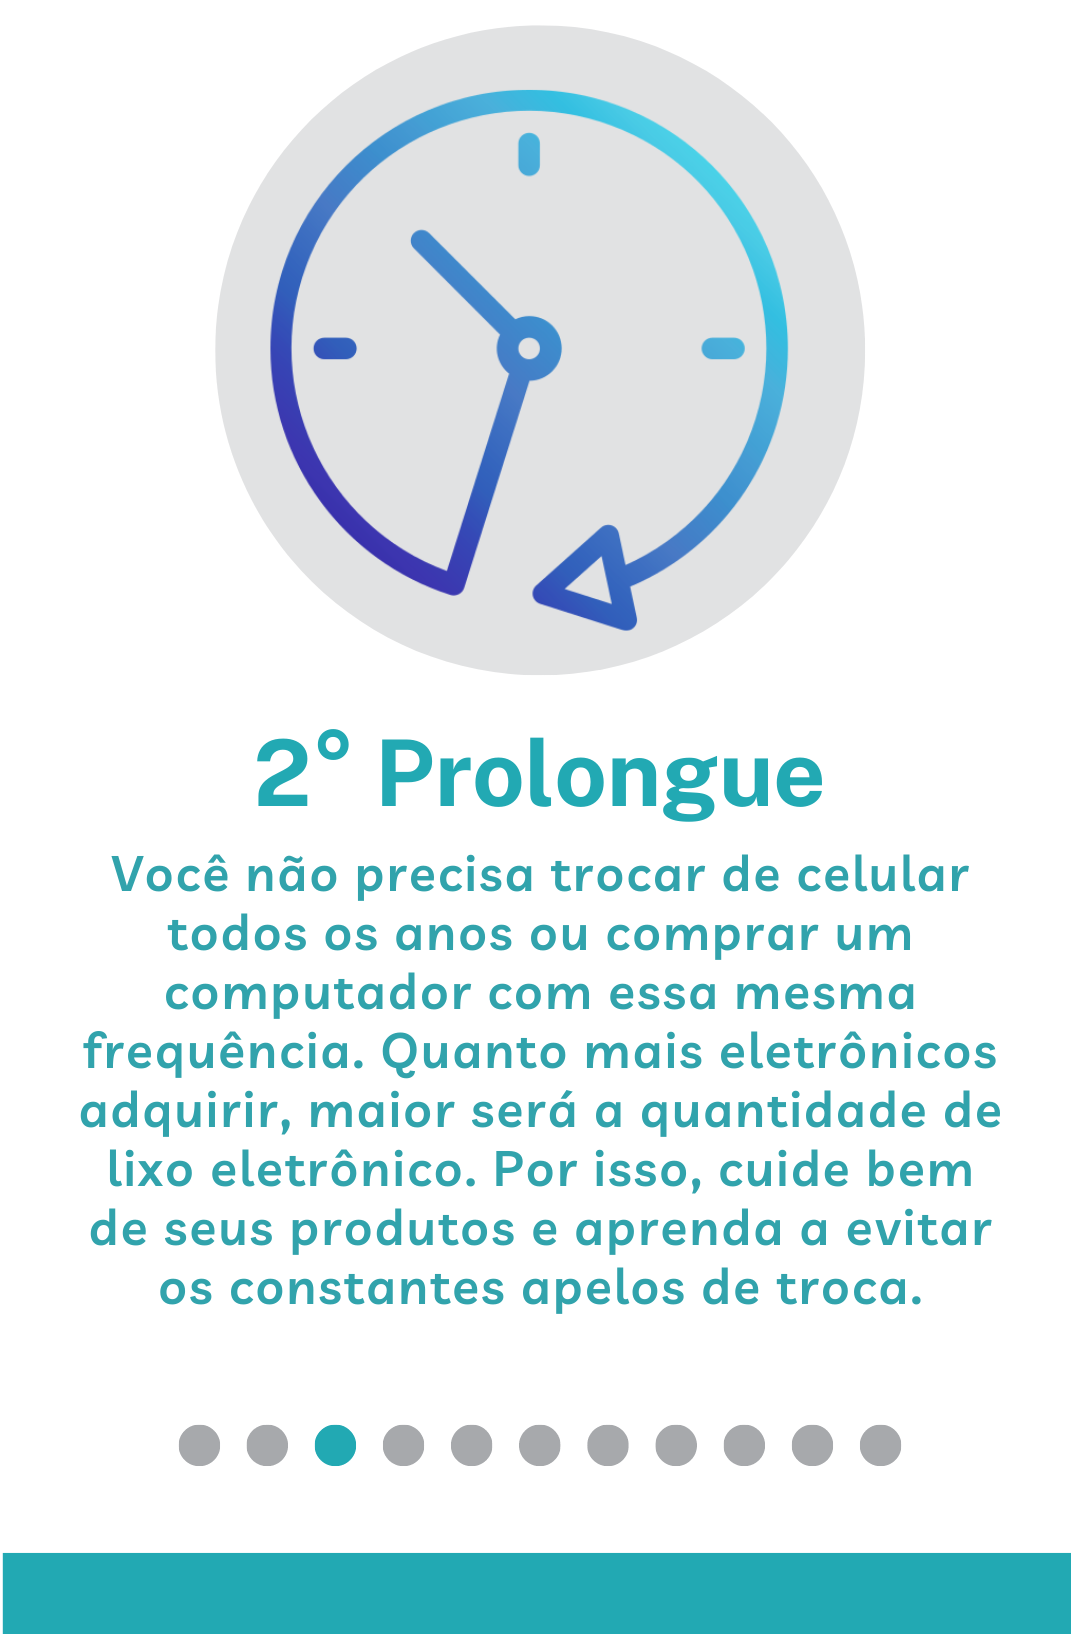 2° Prolongue
Você não precisa trocar de celular
todos os anos ou comprar um
computador com essa mesma
frequência. Quanto mais eletrônicos
adquirir, maior será a quantidade de
lixo eletrônico. Por isso, cuide bem
de seus produtos e aprenda a evitar
os constantes apelos de troca.